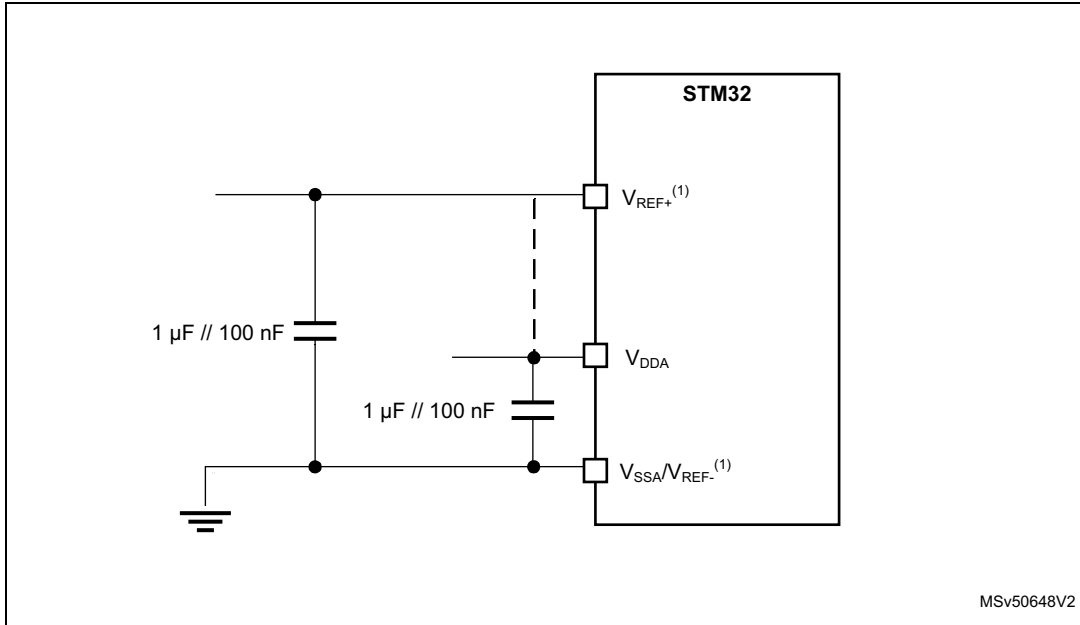 STM32
VREF+(1)
1 µF // 100 nF
VDDA
1 µF // 100 nF
VSSA/VREF-(1)
MSv50648V2